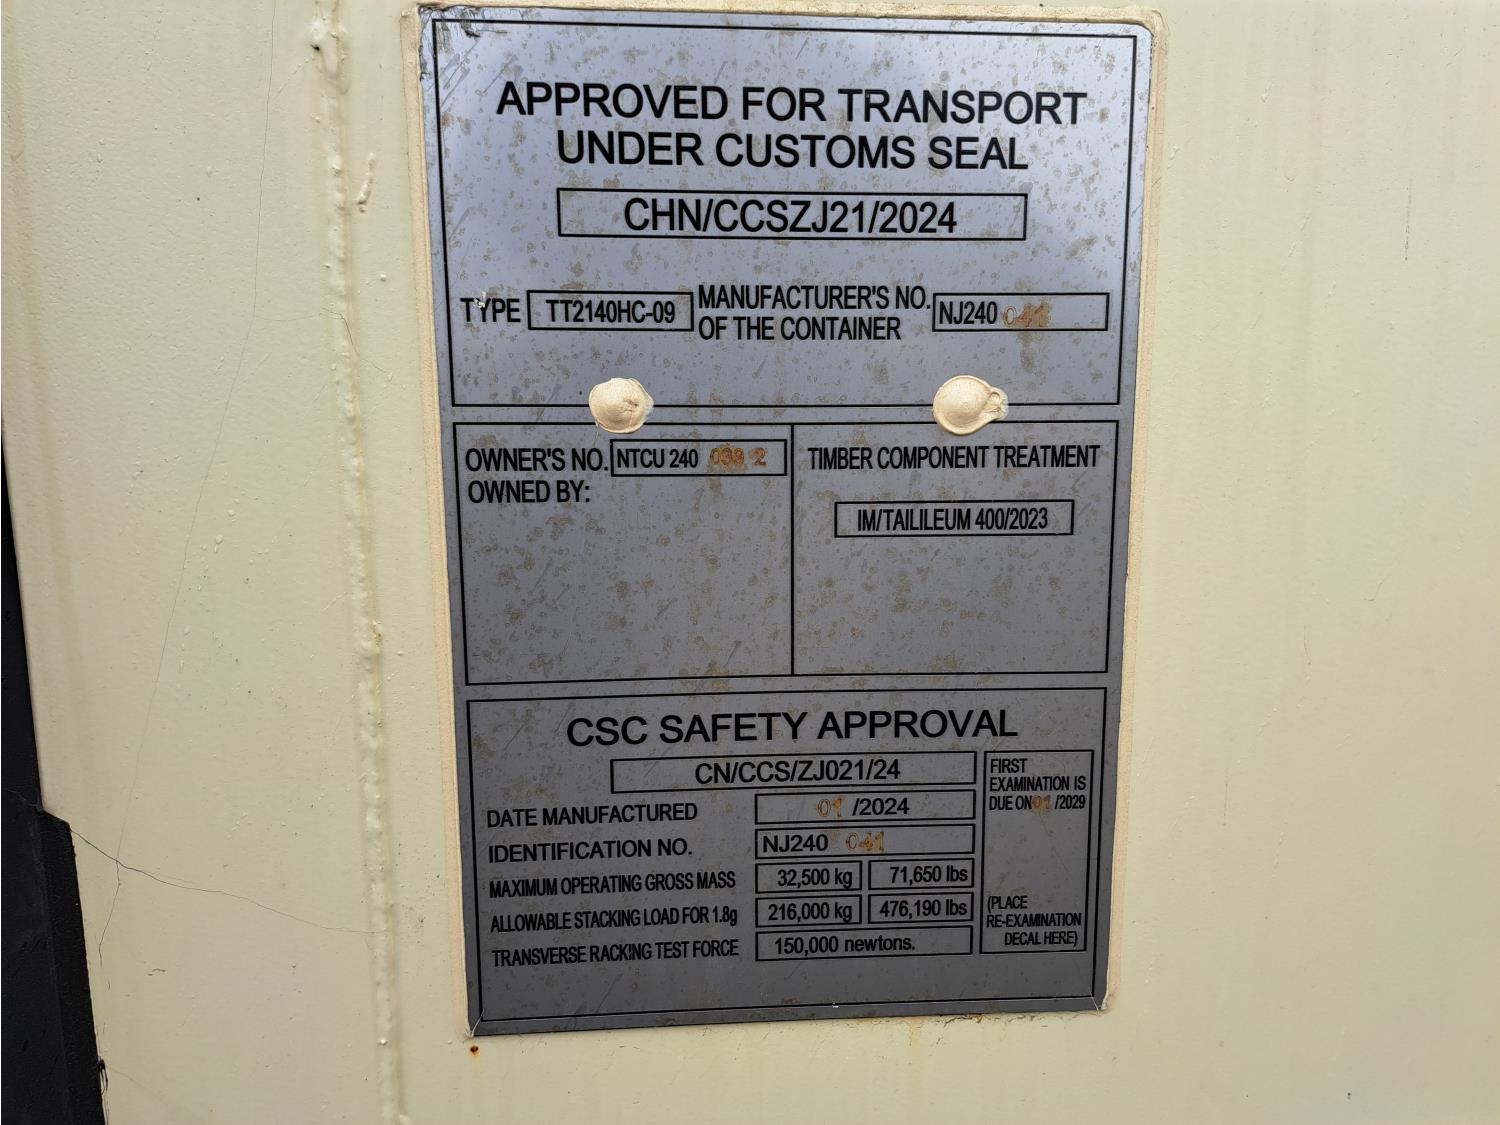 APPROVED FOR TRANSPORT
UNDER CUSTOMS SEAL
CHN/CCSZJ21/2024
TYPE TT2140HC-09 MANUFACTURER'S NO. OF THE CONTAINER NJ240 041
OWNER'S NO. NTCU 240 039 2
OWNED BY:
TIMBER COMPONENT TREATMENT
IM/TAILILEUM 400/2023
CSC SAFETY APPROVAL
CN/CCS/ZJ021/24
DATE MANUFACTURED 01 /2024
IDENTIFICATION NO. NJ240 041
MAXIMUM OPERATING GROSS MASS 32,500 kg 71,650 lbs
ALLOWABLE STACKING LOAD FOR 1.8g 216,000 kg 476,190 lbs
TRANSVERSE RACKING TEST FORCE 150,000 newtons.
FIRST
EXAMINATION IS
DUE ON 01 /2029
(PLACE
RE-EXAMINATION
DECAL HERE)